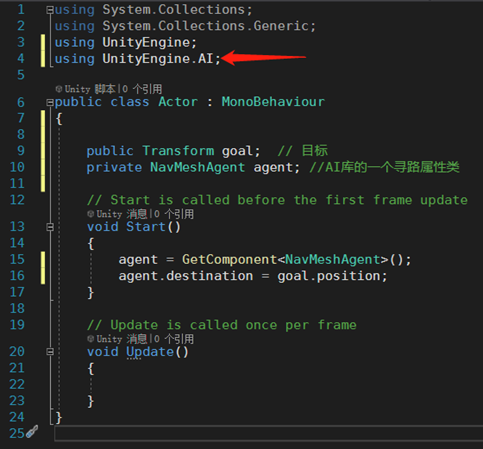 1 using System.Collections;
2 using System.Collections.Generic;
3 using UnityEngine;
4 using UnityEngine.AI;
5
Unity 脚本|0 个引用
6 public class Actor : MonoBehaviour
7 {
8
9 public Transform goal; // 目标
10 private NavMeshAgent agent; //AI库的一个寻路属性类
11
12 // Start is called before the first frame update
Unity 消息|0 个引用
13 void Start()
14 {
15 agent = GetComponent<NavMeshAgent>();
16 agent.destination = goal.position;
17 }
18
19 // Update is called once per frame
Unity 消息|0 个引用
20 void Update()
21 {
22
23 }
24 }
25